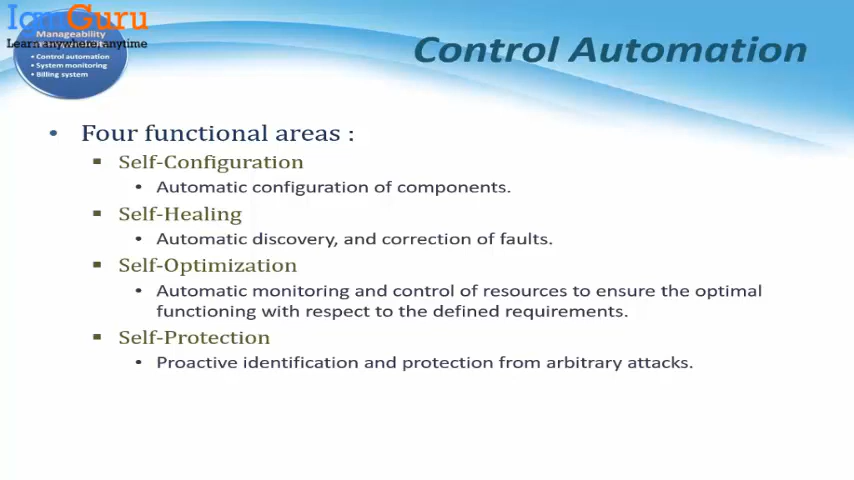 IgmGuru
Learn anywhere, anytime
Manageability
• Control automation
• System monitoring
• Billing system
Control Automation
• Four functional areas :
Self-Configuration
• Automatic configuration of components.
Self-Healing
• Automatic discovery, and correction of faults.
Self-Optimization
• Automatic monitoring and control of resources to ensure the optimal
functioning with respect to the defined requirements.
Self-Protection
• Proactive identification and protection from arbitrary attacks.